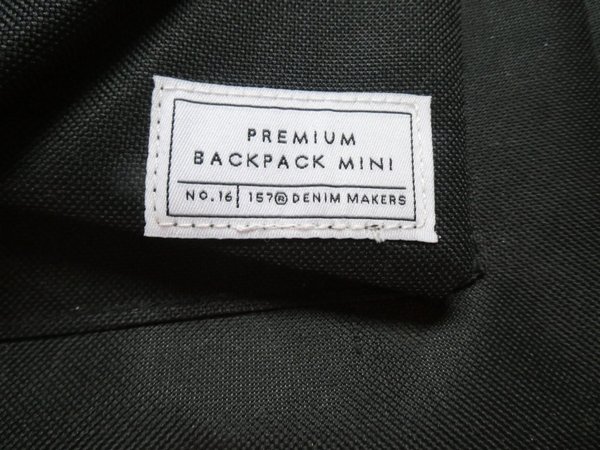 PREMIUM
BACKPACK MINI
NO.16 | 157® DENIM MAKERS